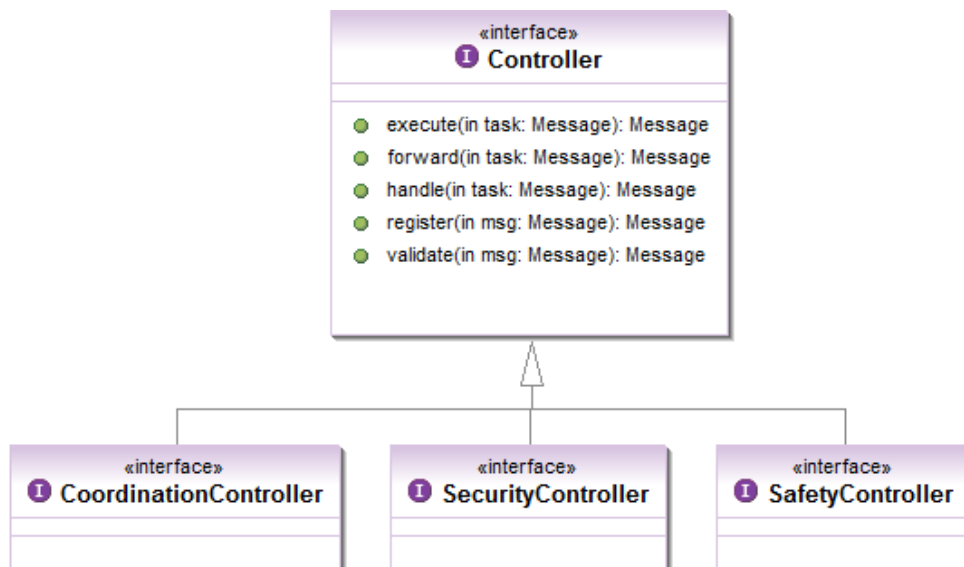 «interface»
I Controller
execute(in task: Message): Message
forward(in task: Message): Message
handle(in task: Message): Message
register(in msg: Message): Message
validate(in msg: Message): Message
«interface»
I CoordinationController
«interface»
I SecurityController
«interface»
I SafetyController